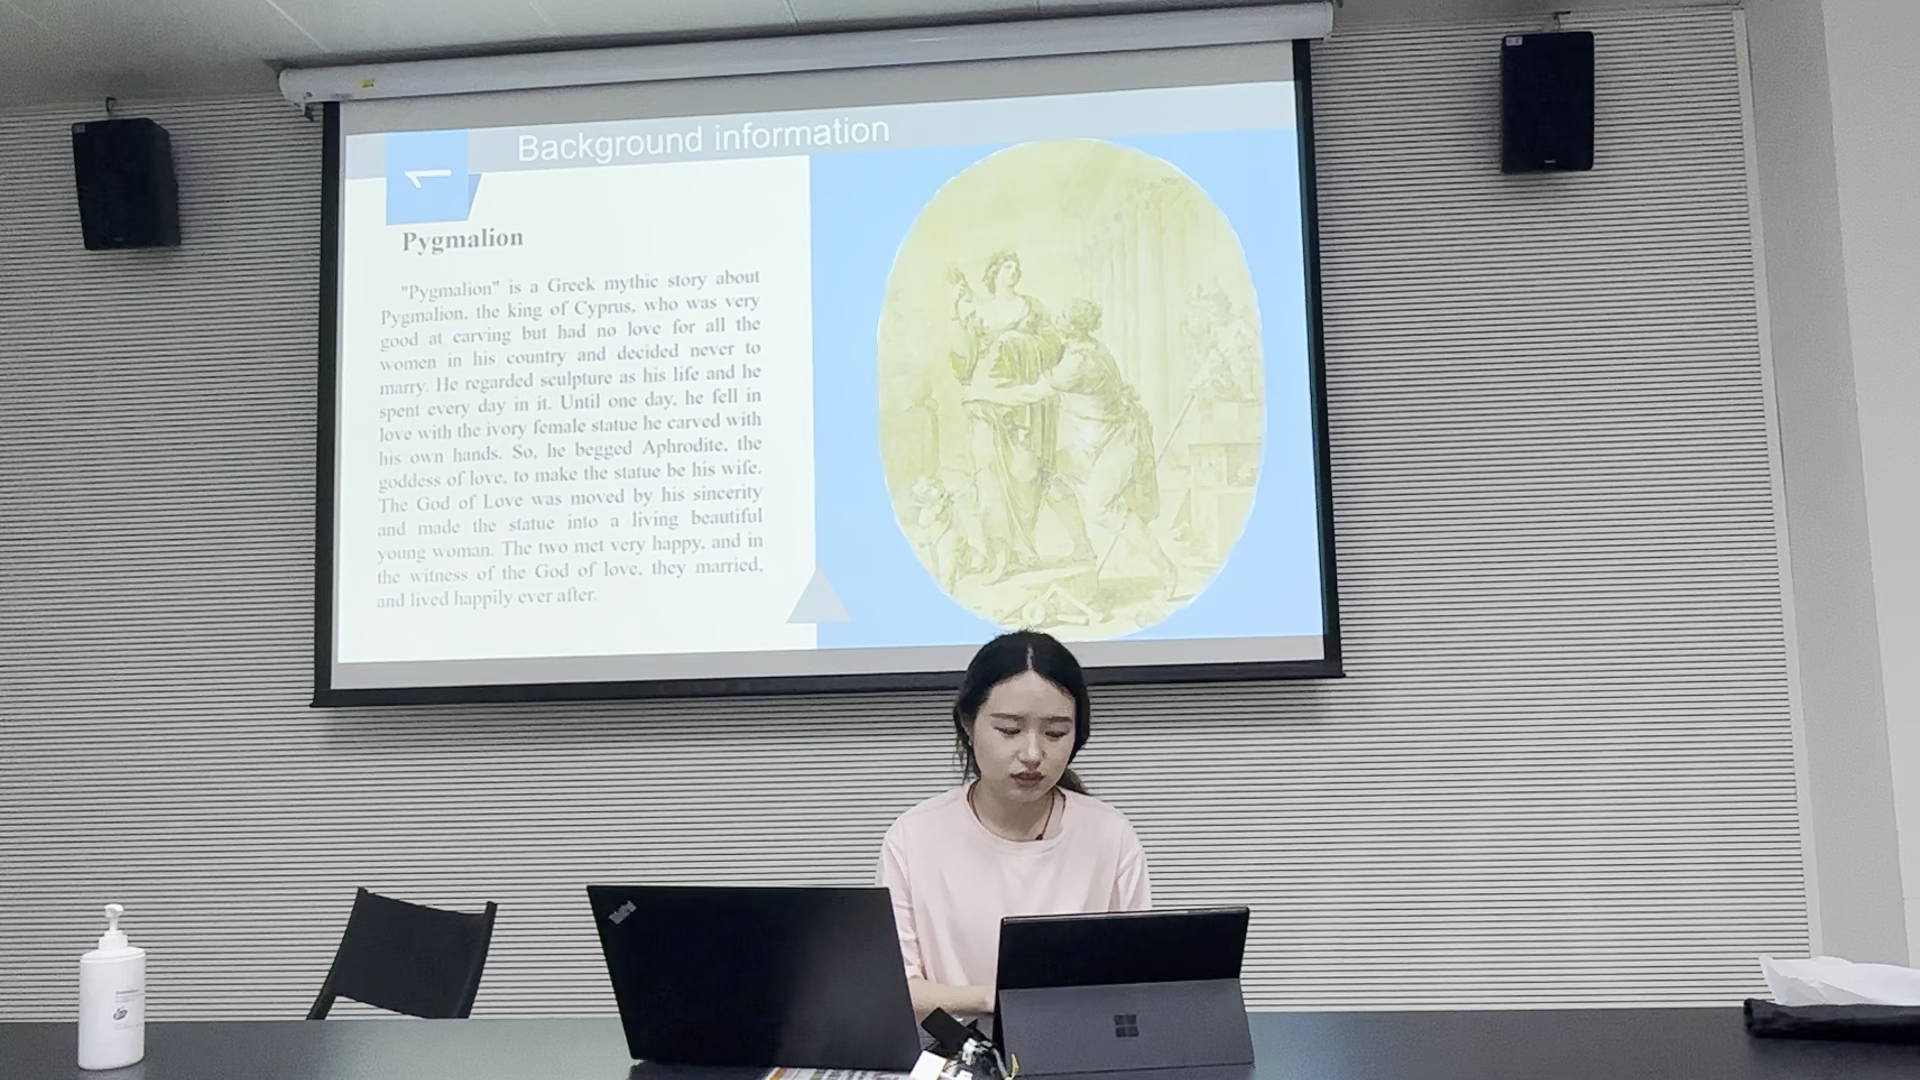 Background information
1
Pygmalion
"Pygmalion" is a Greek mythic story about
Pygmalion, the king of Cyprus, who was very
good at carving but had no love for all the
women in his country and decided never to
marry. He regarded sculpture as his life and he
spent every day in it. Until one day, he fell in
love with the ivory female statue he carved with
his own hands. So, he begged Aphrodite, the
goddess of love, to make the statue be his wife.
The God of Love was moved by his sincerity
and made the statue into a living beautiful
young woman. The two met very happy, and in
the witness of the God of love, they married,
and lived happily ever after.
ThinkPad